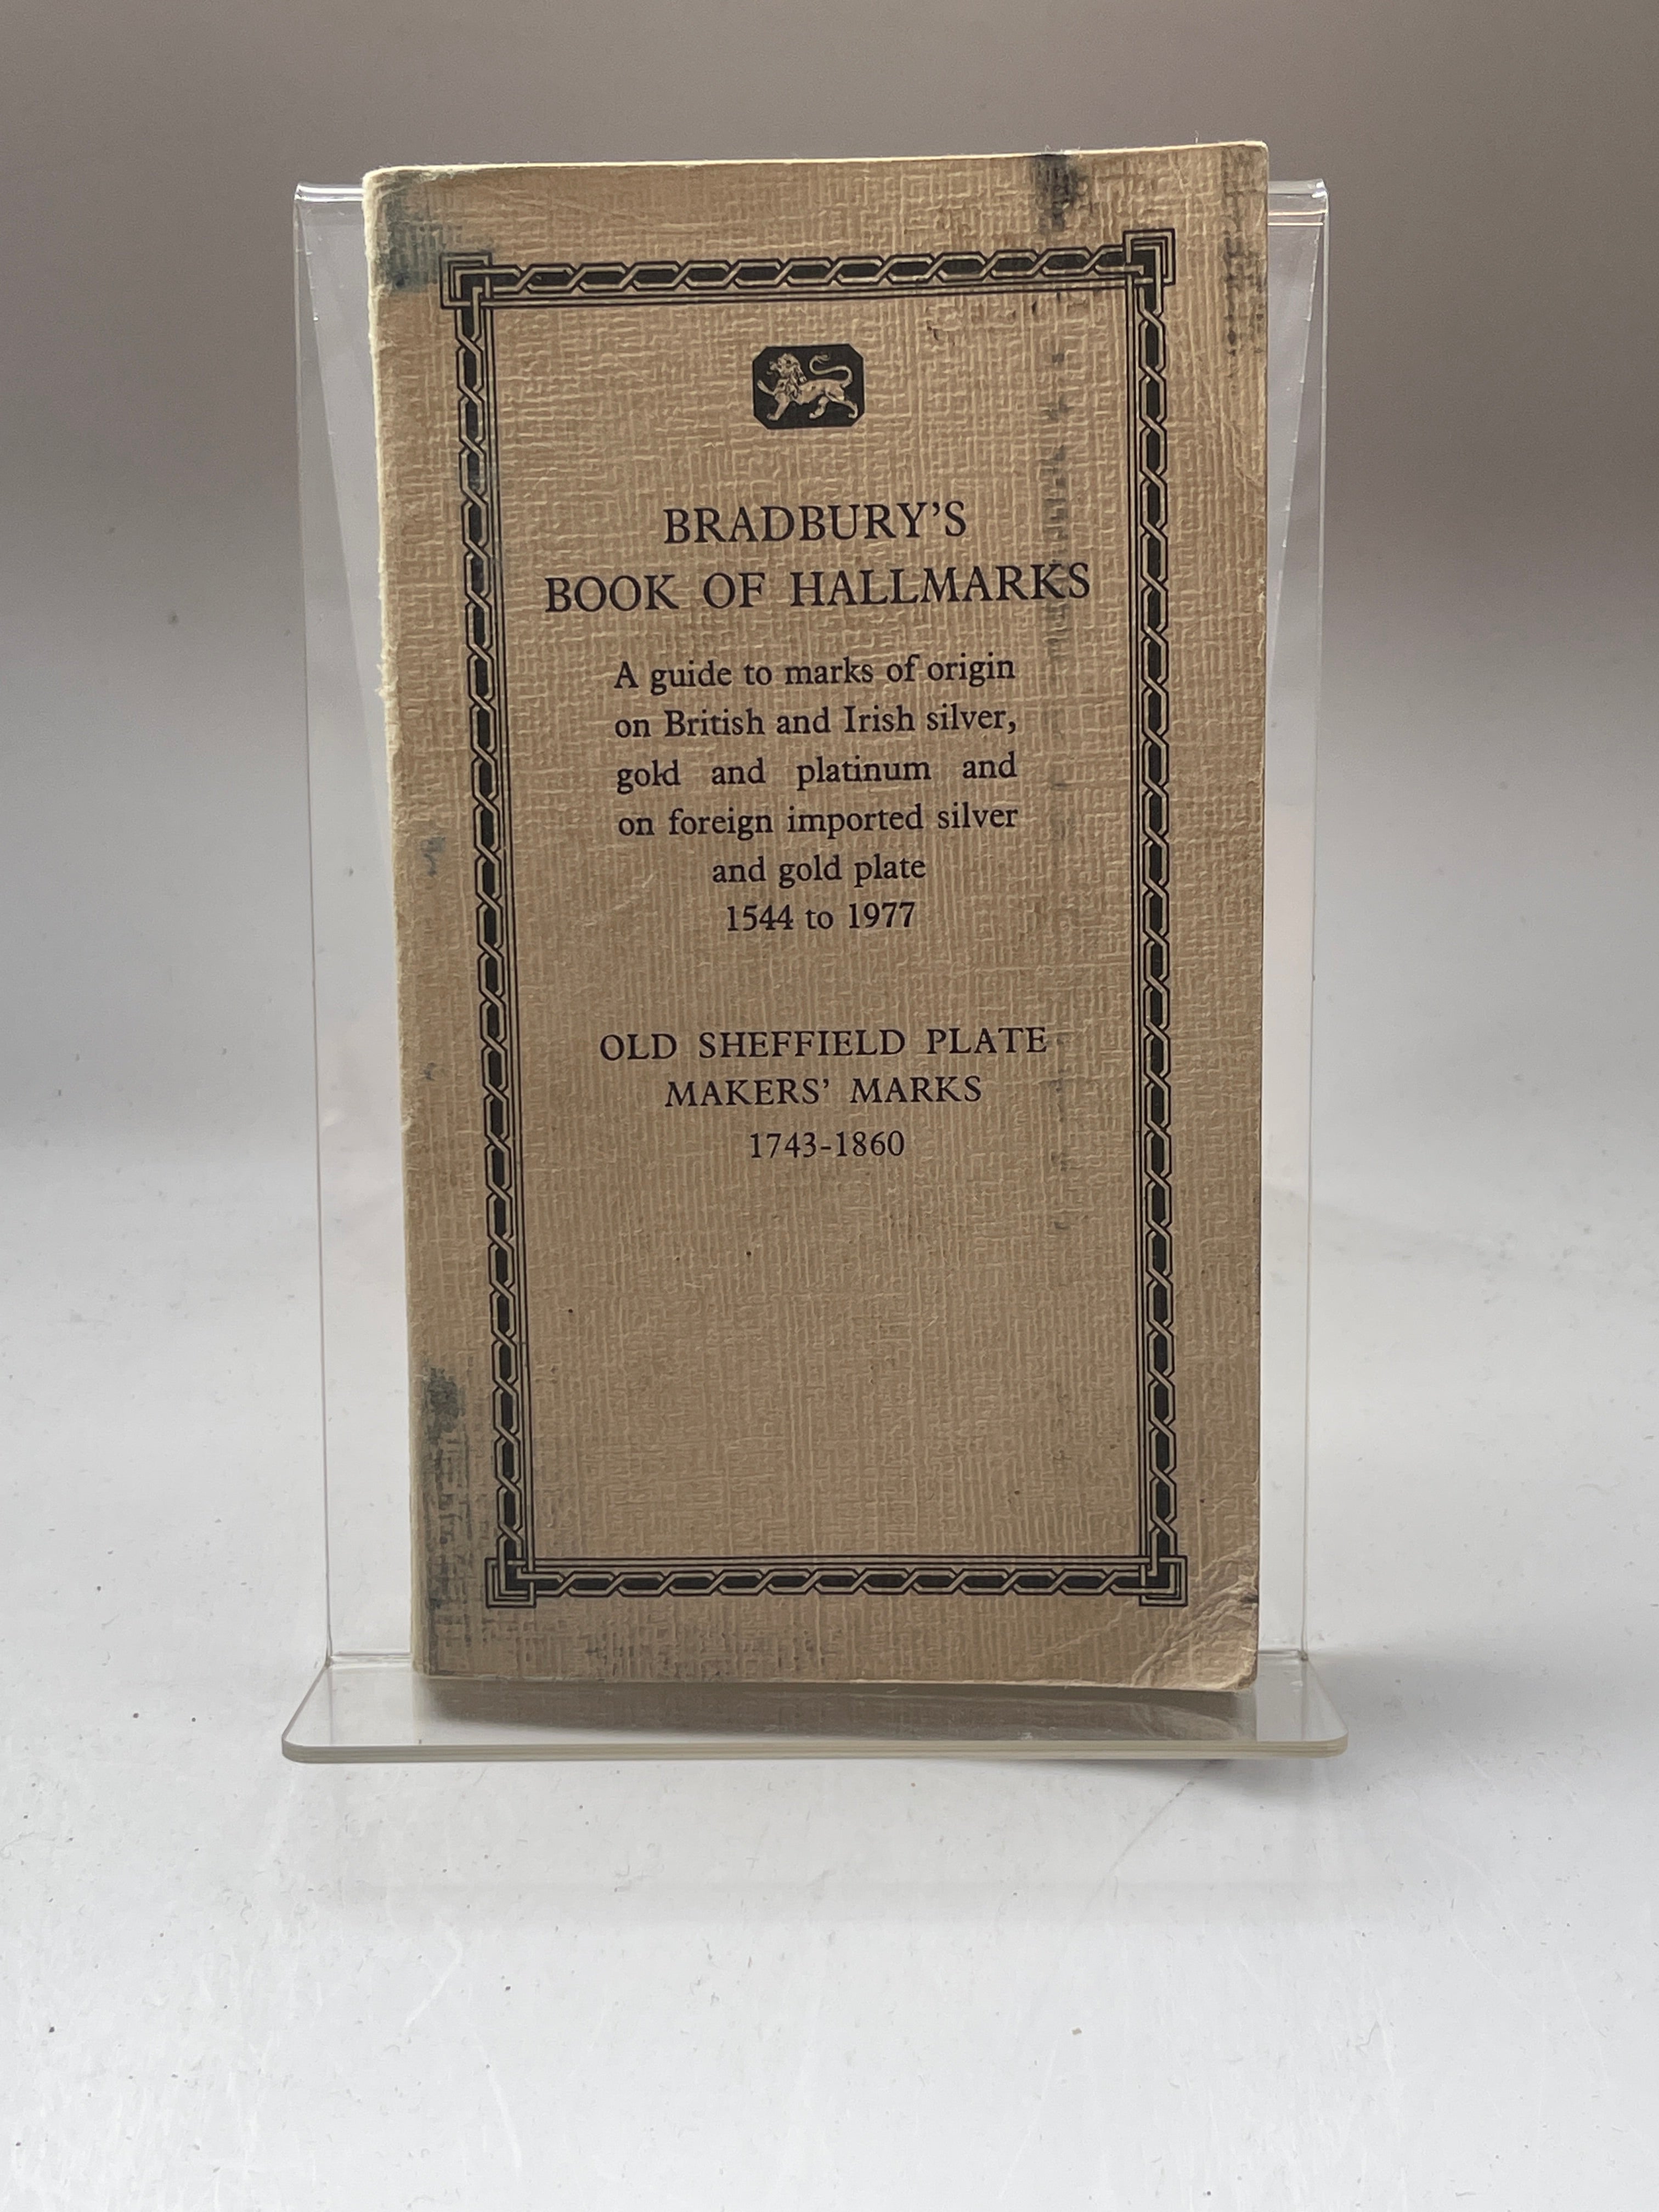 BRADBURY'S
BOOK OF HALLMARKS
A guide to marks of origin
on British and Irish silver,
gold and platinum and
on foreign imported silver
and gold plate
1544 to 1977
OLD SHEFFIELD PLATE
MAKERS' MARKS
1743-1860